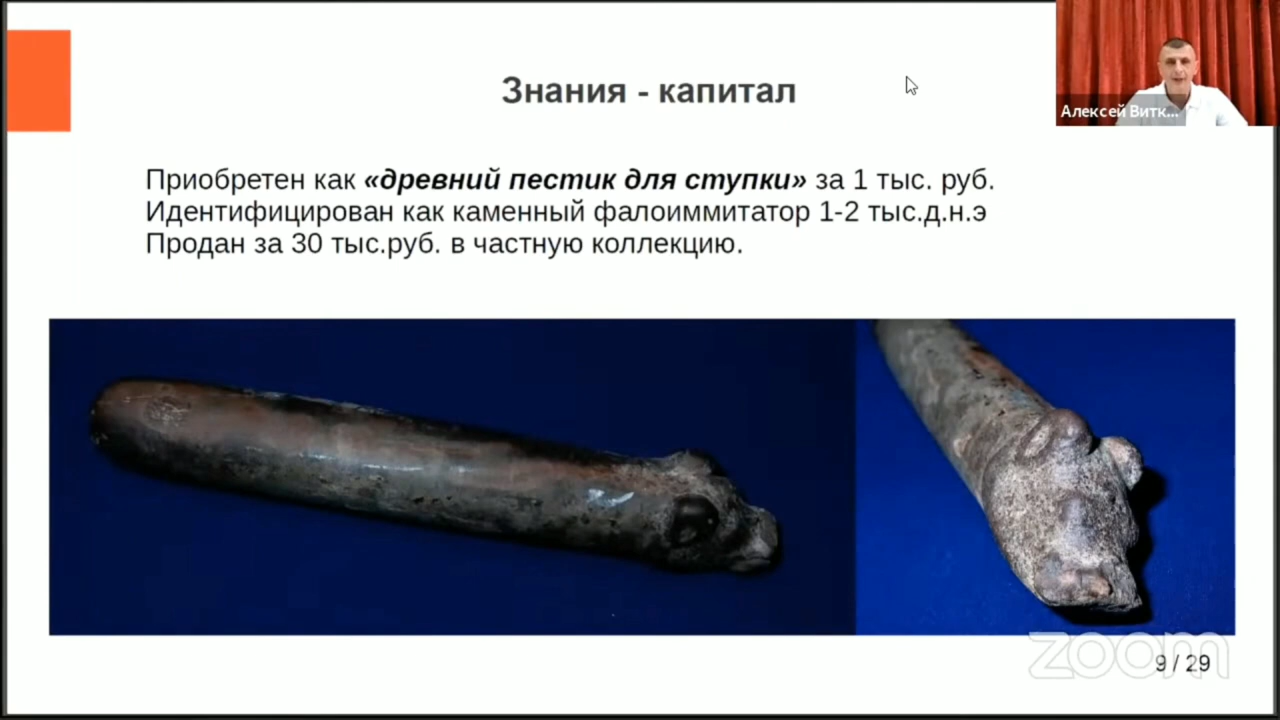 Знания - капитал
Алексей Витк...
Приобретен как «древний пестик для ступки» за 1 тыс. руб.
Идентифицирован как каменный фалоиммитатор 1-2 тыс.д.н.э
Продан за 30 тыс.руб. в частную коллекцию.
zoom
9 / 29